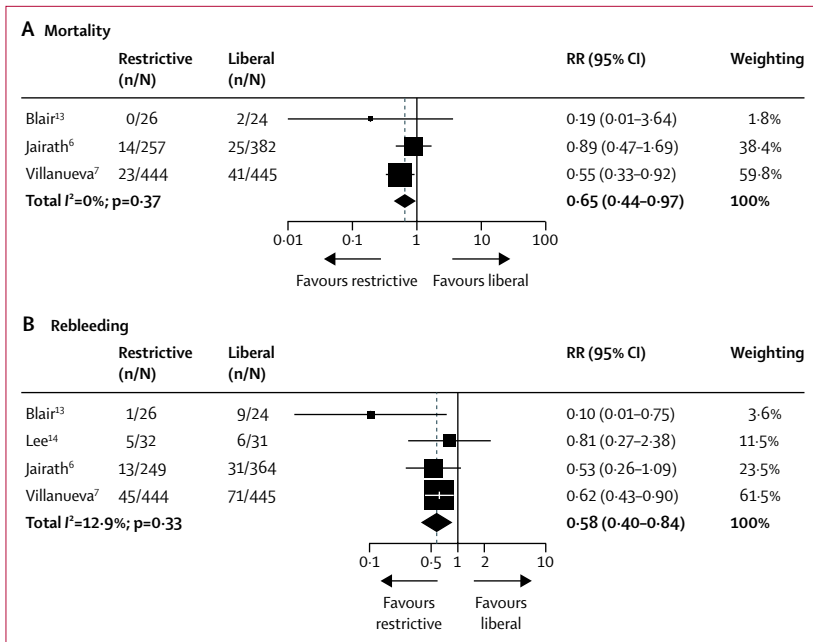 A Mortality
Restrictive (n/N) Liberal (n/N) RR (95% CI) Weighting
Blair¹³ 0/26 2/24 0·19 (0·01–3·64) 1·8%
Jairath⁶ 14/257 25/382 0·89 (0·47–1·69) 38·4%
Villanueva⁷ 23/444 41/445 0·55 (0·33–0·92) 59·8%
Total I²=0%; p=0·37 0·65 (0·44–0·97) 100%
0·01 0·1 1 10 100
Favours restrictive Favours liberal
B Rebleeding
Restrictive (n/N) Liberal (n/N) RR (95% CI) Weighting
Blair¹³ 1/26 9/24 0·10 (0·01–0·75) 3·6%
Lee¹⁴ 5/32 6/31 0·81 (0·27–2·38) 11·5%
Jairath⁶ 13/249 31/364 0·53 (0·26–1·09) 23·5%
Villanueva⁷ 45/444 71/445 0·62 (0·43–0·90) 61·5%
Total I²=12·9%; p=0·33 0·58 (0·40–0·84) 100%
0·1 0·5 1 2 10
Favours restrictive Favours liberal